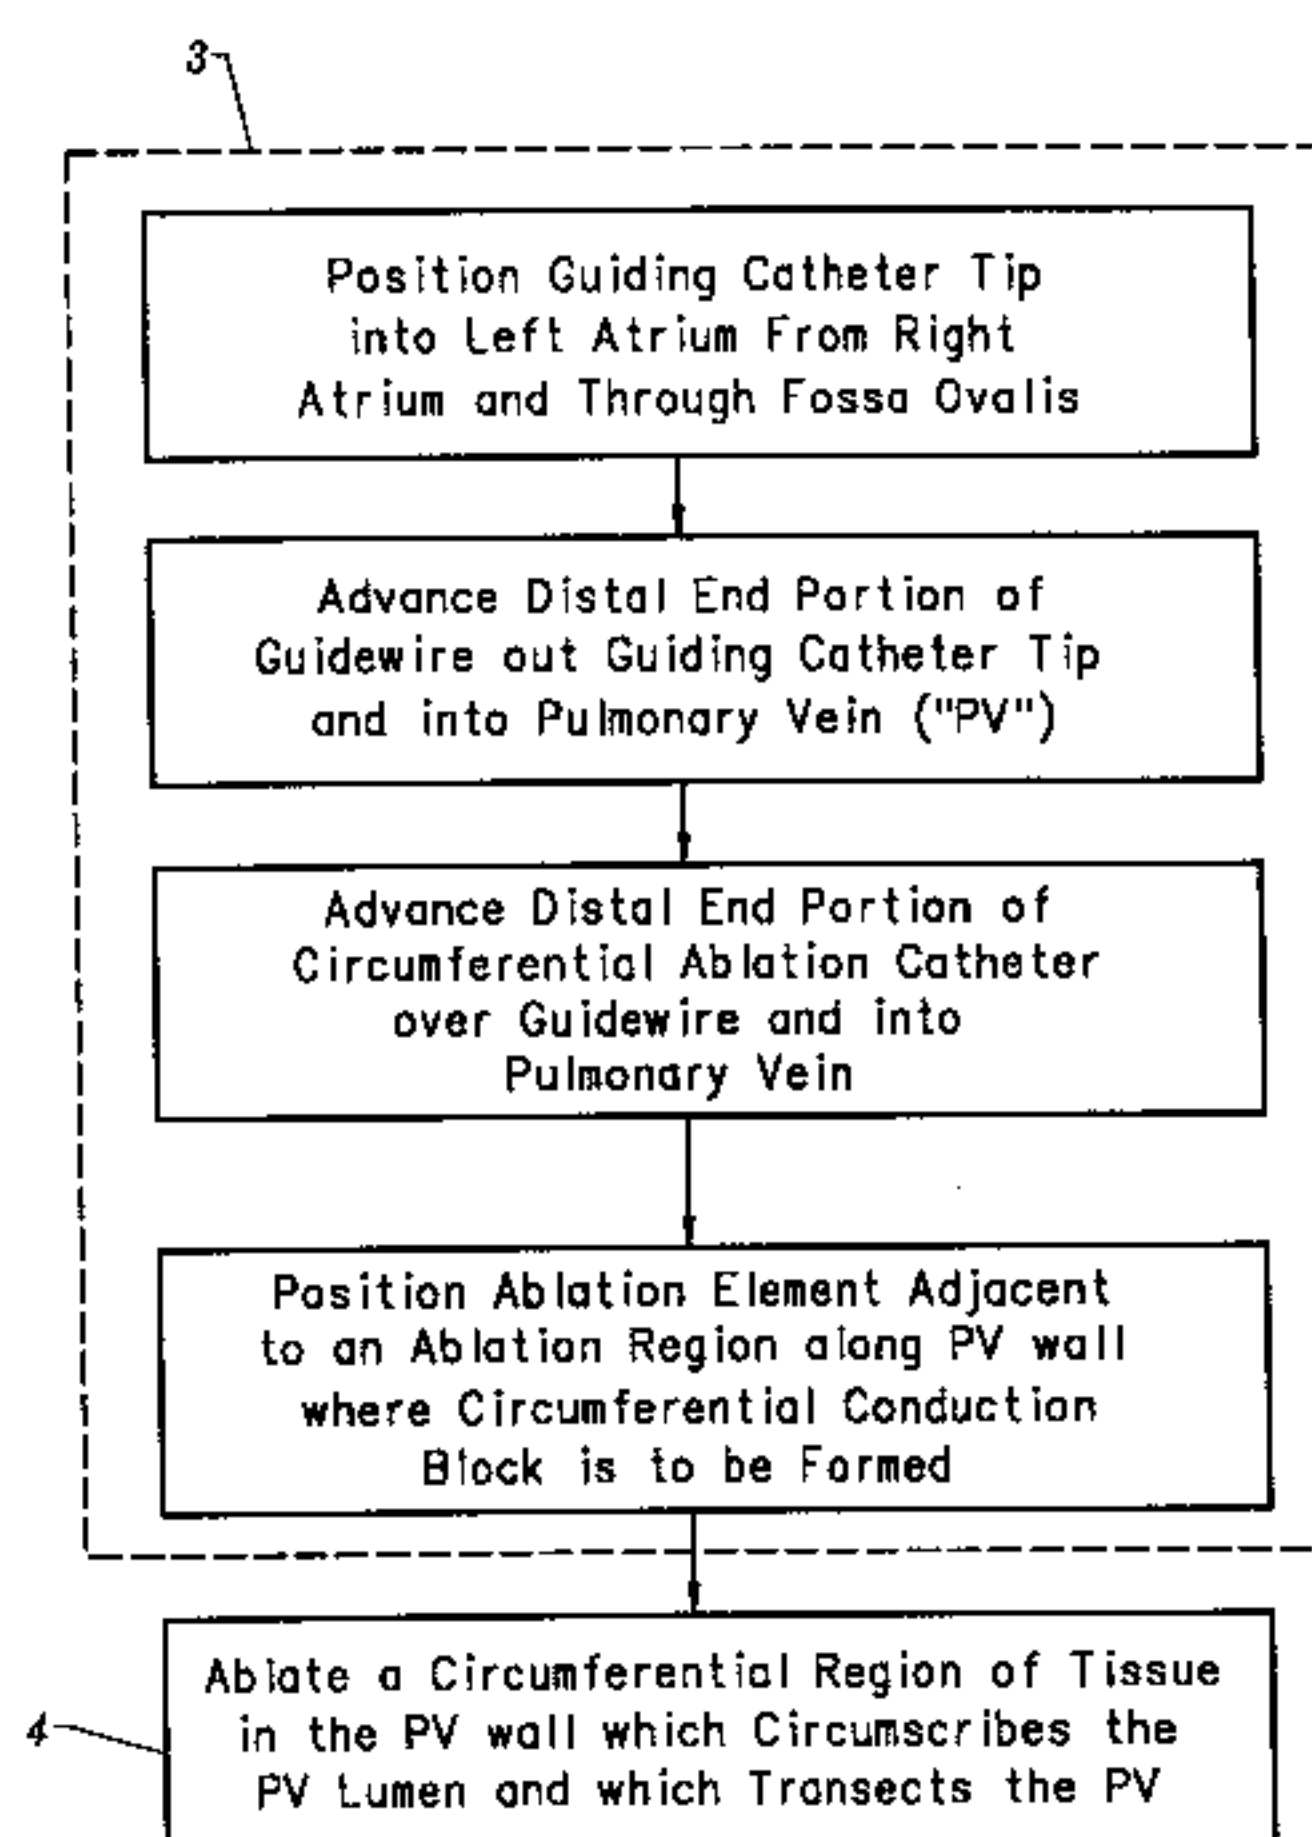 3
Position Guiding Catheter Tip
into Left Atrium From Right
Atrium and Through Fossa Ovalis
Advance Distal End Portion of
Guidewire out Guiding Catheter Tip
and into Pulmonary Vein ("PV")
Advance Distal End Portion of
Circumferential Ablation Catheter
over Guidewire and into
Pulmonary Vein
Position Ablation Element Adjacent
to an Ablation Region along PV wall
where Circumferential Conduction
Block is to be Formed
Ablate a Circumferential Region of Tissue
4 in the PV wall which Circumscribes the
PV Lumen and which Transects the PV